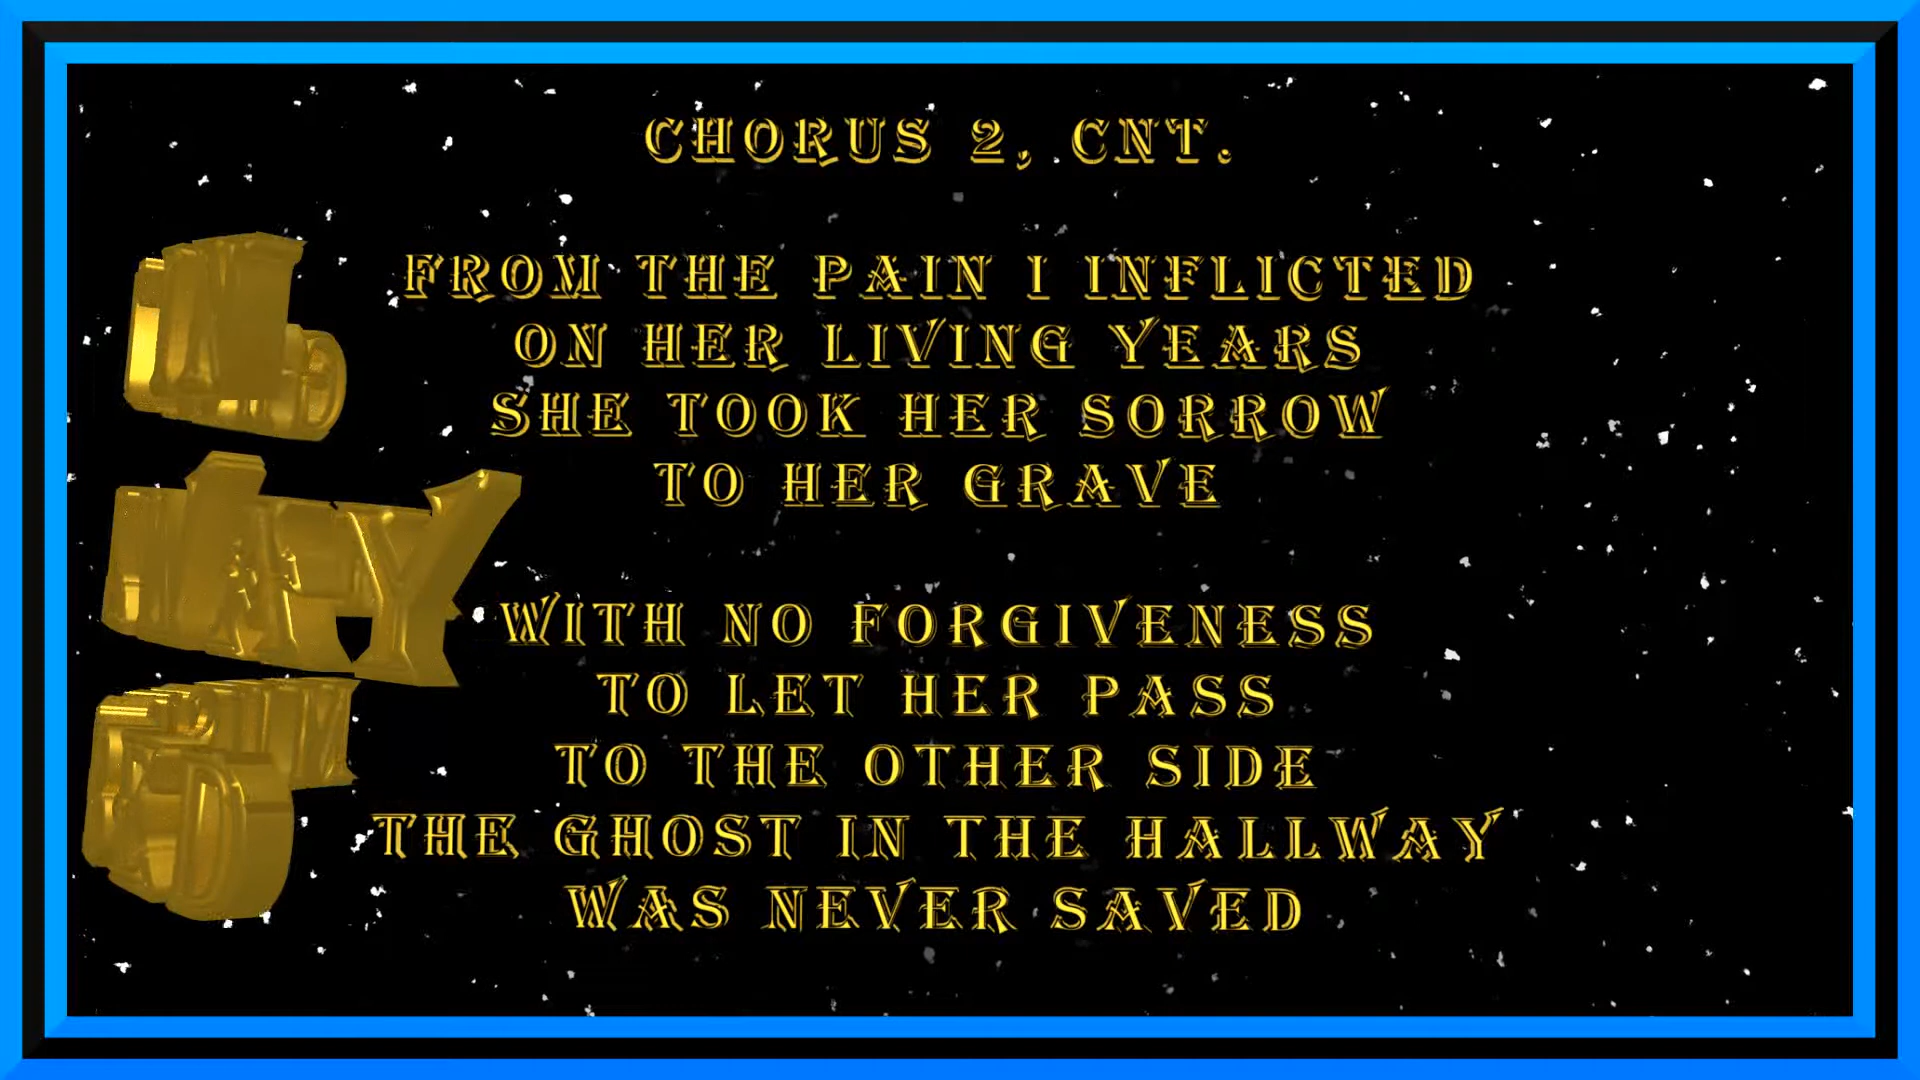 CHORUS 2, CNT.
FROM THE PAIN I INFLICTED
ON HER LIVING YEARS
SHE TOOK HER SORROW
TO HER GRAVE
WITH NO FORGIVENESS
TO LET HER PASS
TO THE OTHER SIDE
THE GHOST IN THE HALLWAY
WAS NEVER SAVED